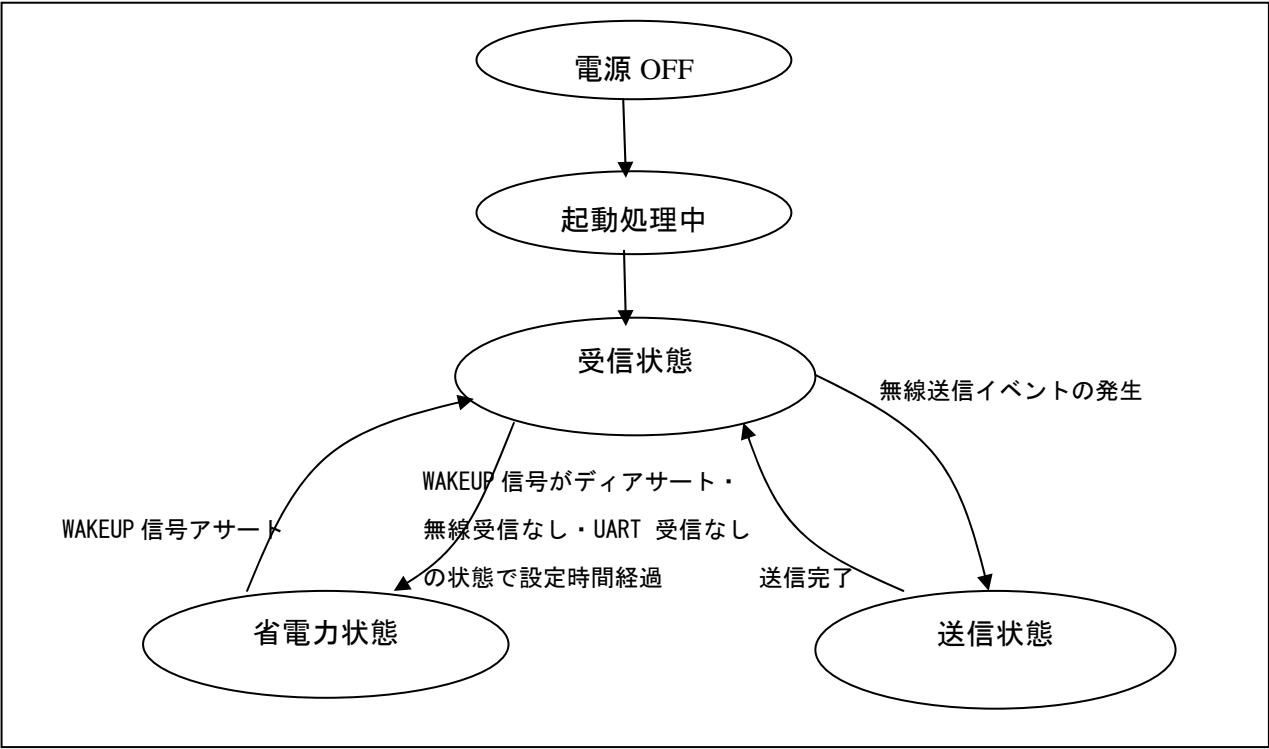 電源 OFF
起動処理中
受信状態
無線送信イベントの発生
WAKEUP 信号がディアサート・
無線受信なし・UART 受信なし
の状態で設定時間経過
WAKEUP 信号アサート
送信完了
省電力状態
送信状態